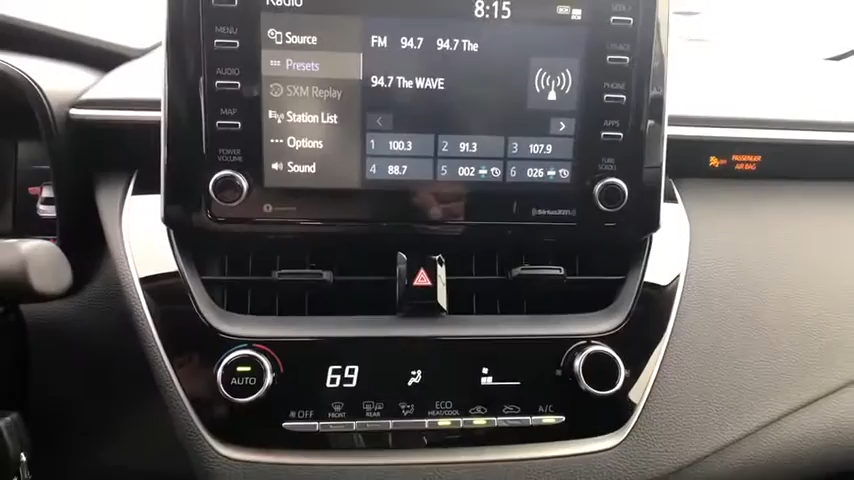 Radio
8:15
SEEK
MENU
Source
FM 94.7 94.7 The
TRACK
AUDIO
Presets
94.7 The WAVE
SXM Replay
PHONE
MAP
Station List
APPS
Options
1 100.3 2 91.3 3 107.9
POWER
VOLUME
Sound
4 88.7 5 002 6 026
TUNE
SCROLL
PASSENGER
AIR BAG
((SiriusXM))
AUTO
69
OFF
FRONT
REAR
ECO
HEAT/COOL
A/C